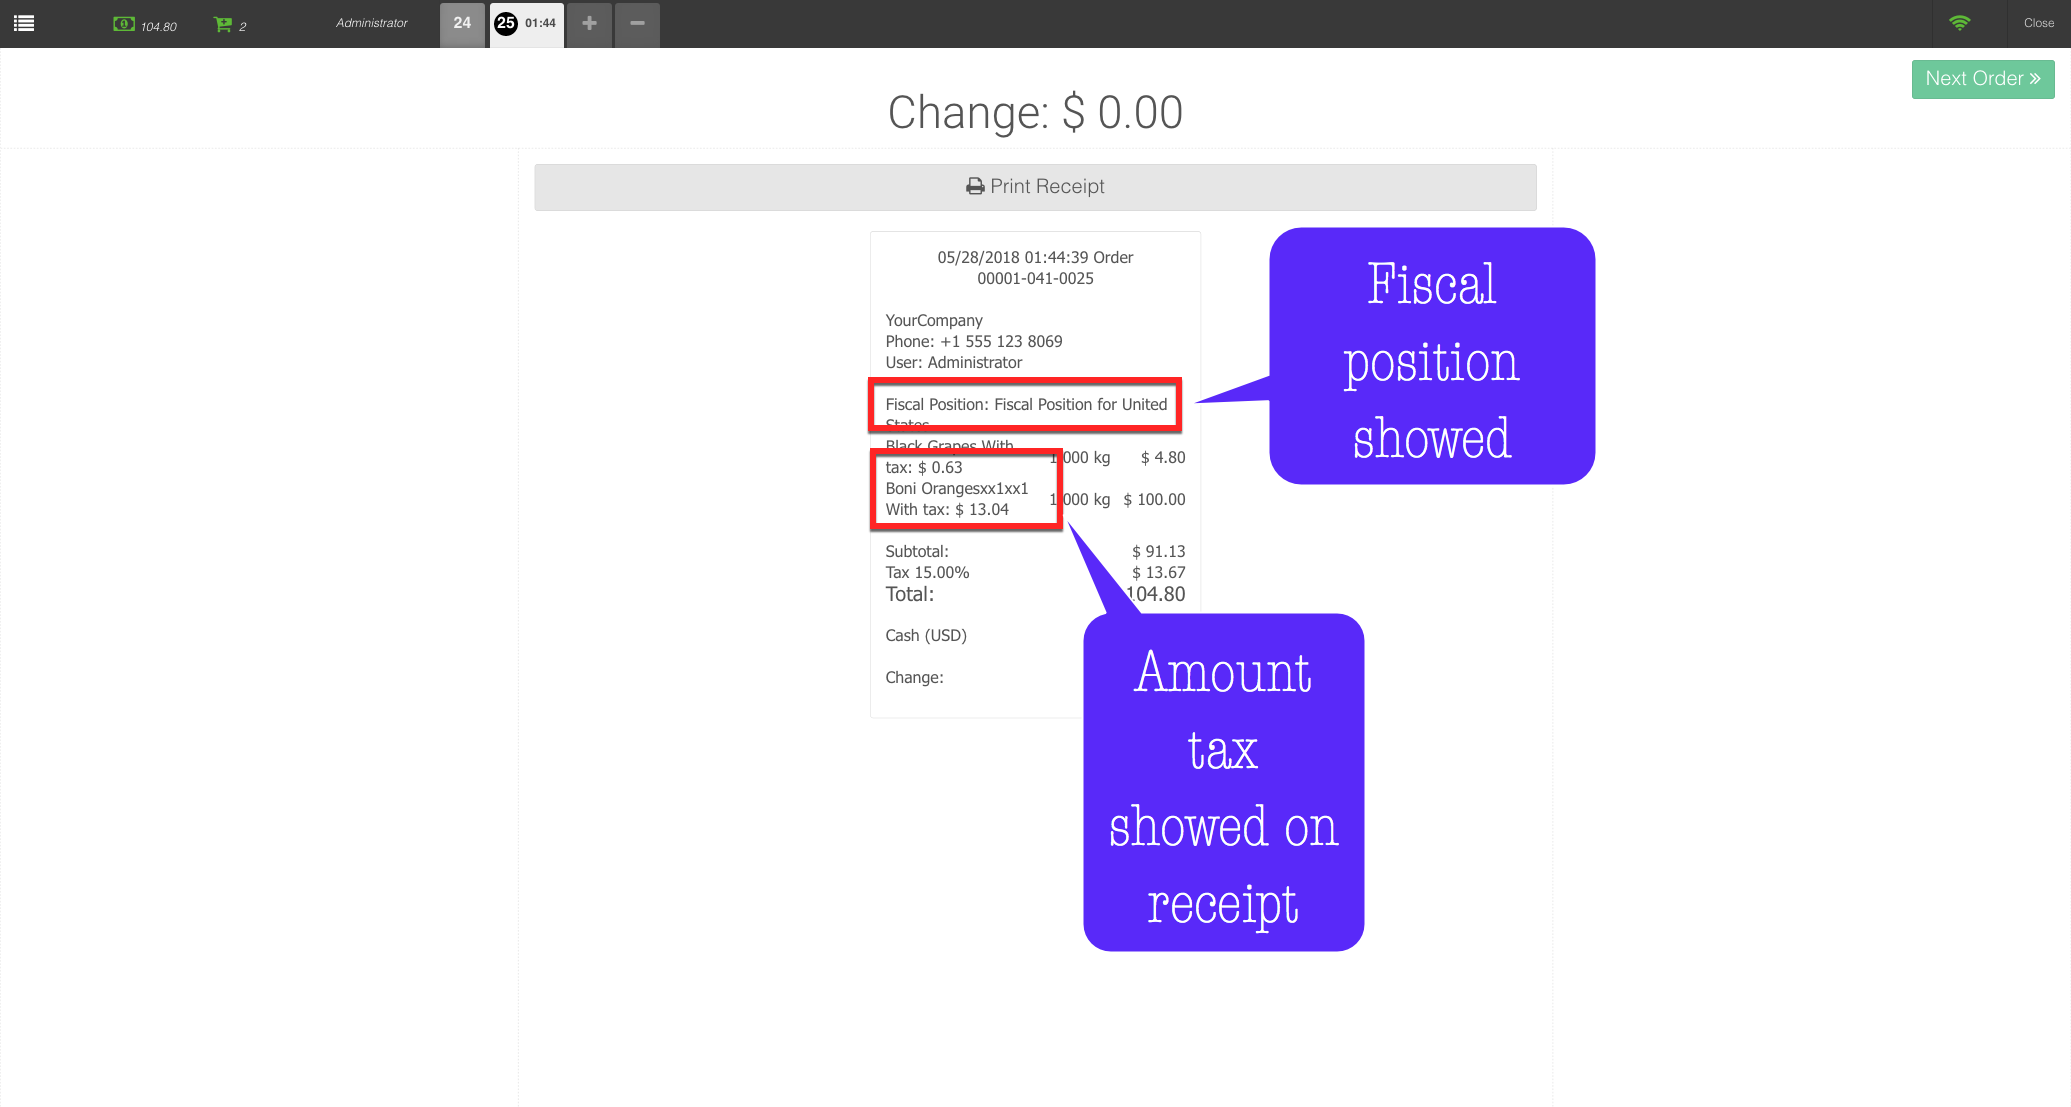 104.80
2
Administrator
24
25 01:44
Close
Next Order
Change: $ 0.00
Print Receipt
05/28/2018 01:44:39 Order
00001-041-0025
YourCompany
Phone: +1 555 123 8069
User: Administrator
Fiscal Position: Fiscal Position for United
States
Black Grapes With
tax: $ 0.63
1.000 kg $ 4.80
Boni Orangesxx1xx1
With tax: $ 13.04
1.000 kg $ 100.00
Subtotal: $ 91.13
Tax 15.00% $ 13.67
Total: 104.80
Cash (USD)
Change:
Fiscal
position
showed
Amount
tax
showed on
receipt